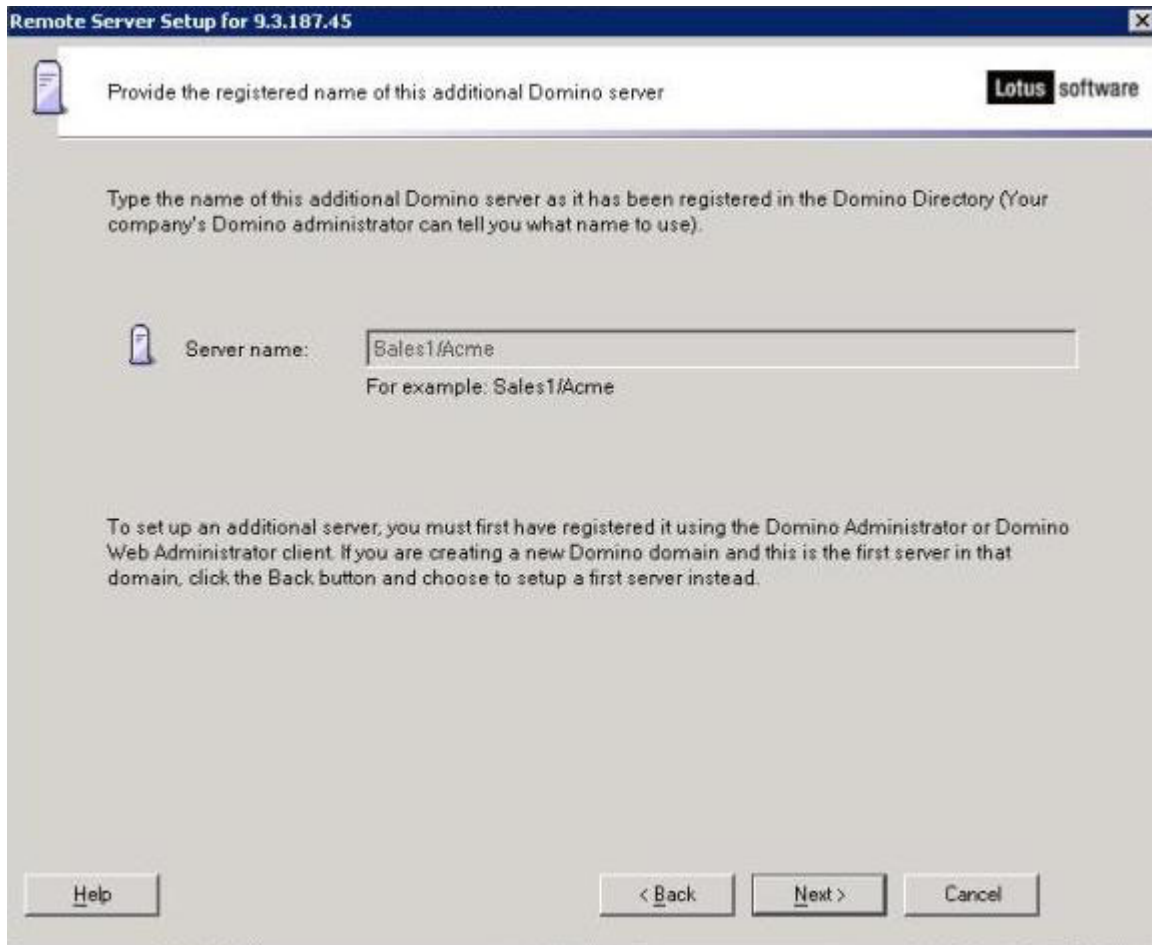 Remote Server Setup for 9.3.187.45
Provide the registered name of this additional Domino server
Lotus software
Type the name of this additional Domino server as it has been registered in the Domino Directory (Your
company's Domino administrator can tell you what name to use).
Server name:
Sales1/Acme
For example: Sales1/Acme
To set up an additional server, you must first have registered it using the Domino Administrator or Domino
Web Administrator client. If you are creating a new Domino domain and this is the first server in that
domain, click the Back button and choose to setup a first server instead.
Help
< Back
Next >
Cancel